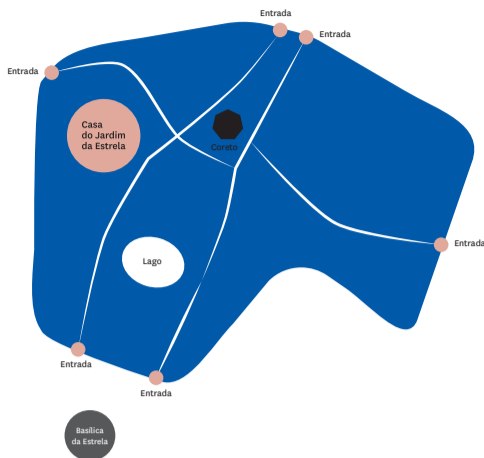 Entrada
Entrada
Entrada
Casa
do Jardim
da Estrela
Coreto
Entrada
Lago
Entrada
Entrada
Basílica
da Estrela